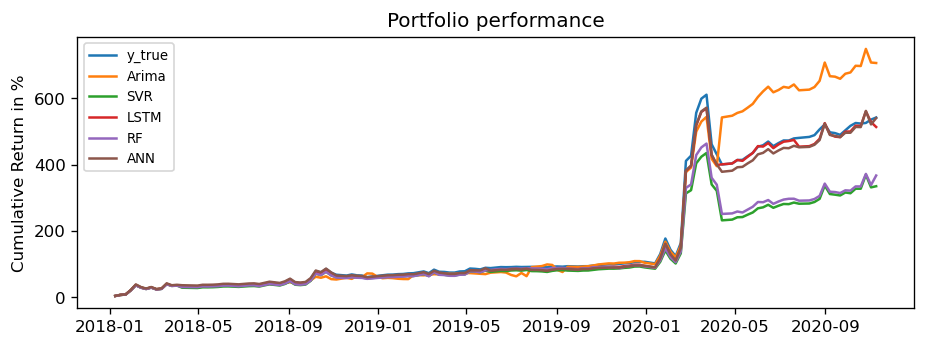 Portfolio performance
Cumulative Return in %
600
400
200
0
y_true
Arima
SVR
LSTM
RF
ANN
2018-01 2018-05 2018-09 2019-01 2019-05 2019-09 2020-01 2020-05 2020-09